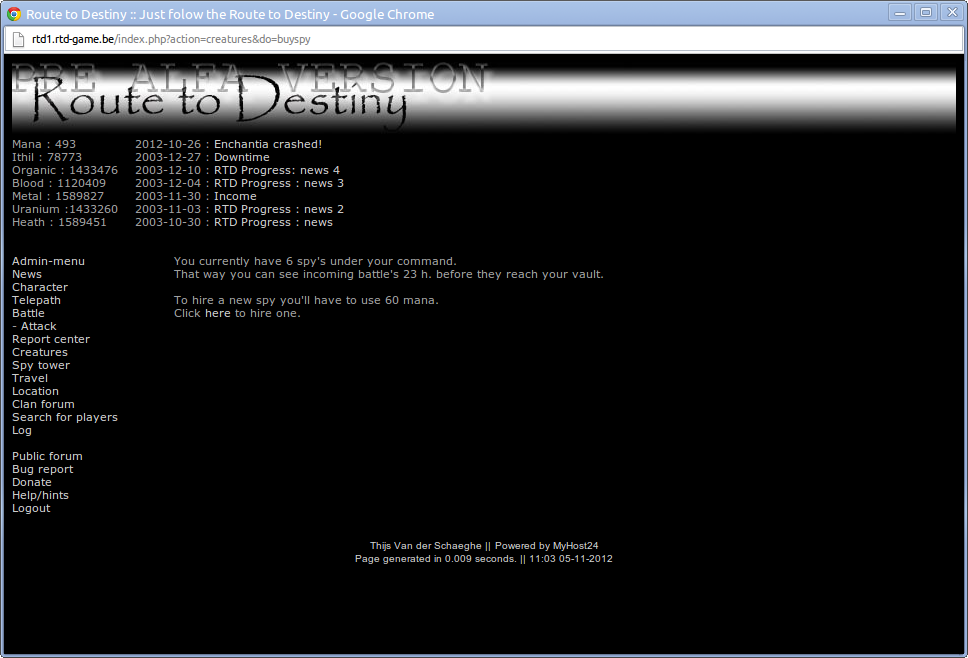 Route to Destiny :: Just folow the Route to Destiny - Google Chrome
rtd1.rtd-game.be/index.php?action=creatures&do=buyspy
PRE ALFA VERSION
Route to Destiny
Mana : 493
Ithil : 78773
Organic : 1433476
Blood : 1120409
Metal : 1589827
Uranium :1433260
Heath : 1589451
2012-10-26 : Enchantia crashed!
2003-12-27 : Downtime
2003-12-10 : RTD Progress: news 4
2003-12-04 : RTD Progress : news 3
2003-11-30 : Income
2003-11-03 : RTD Progress : news 2
2003-10-30 : RTD Progress : news
Admin-menu
News
Character
Telepath
Battle
- Attack
Report center
Creatures
Spy tower
Travel
Location
Clan forum
Search for players
Log
Public forum
Bug report
Donate
Help/hints
Logout
You currently have 6 spy's under your command.
That way you can see incoming battle's 23 h. before they reach your vault.
To hire a new spy you'll have to use 60 mana.
Click here to hire one.
Thijs Van der Schaeghe || Powered by MyHost24
Page generated in 0.009 seconds. || 11:03 05-11-2012